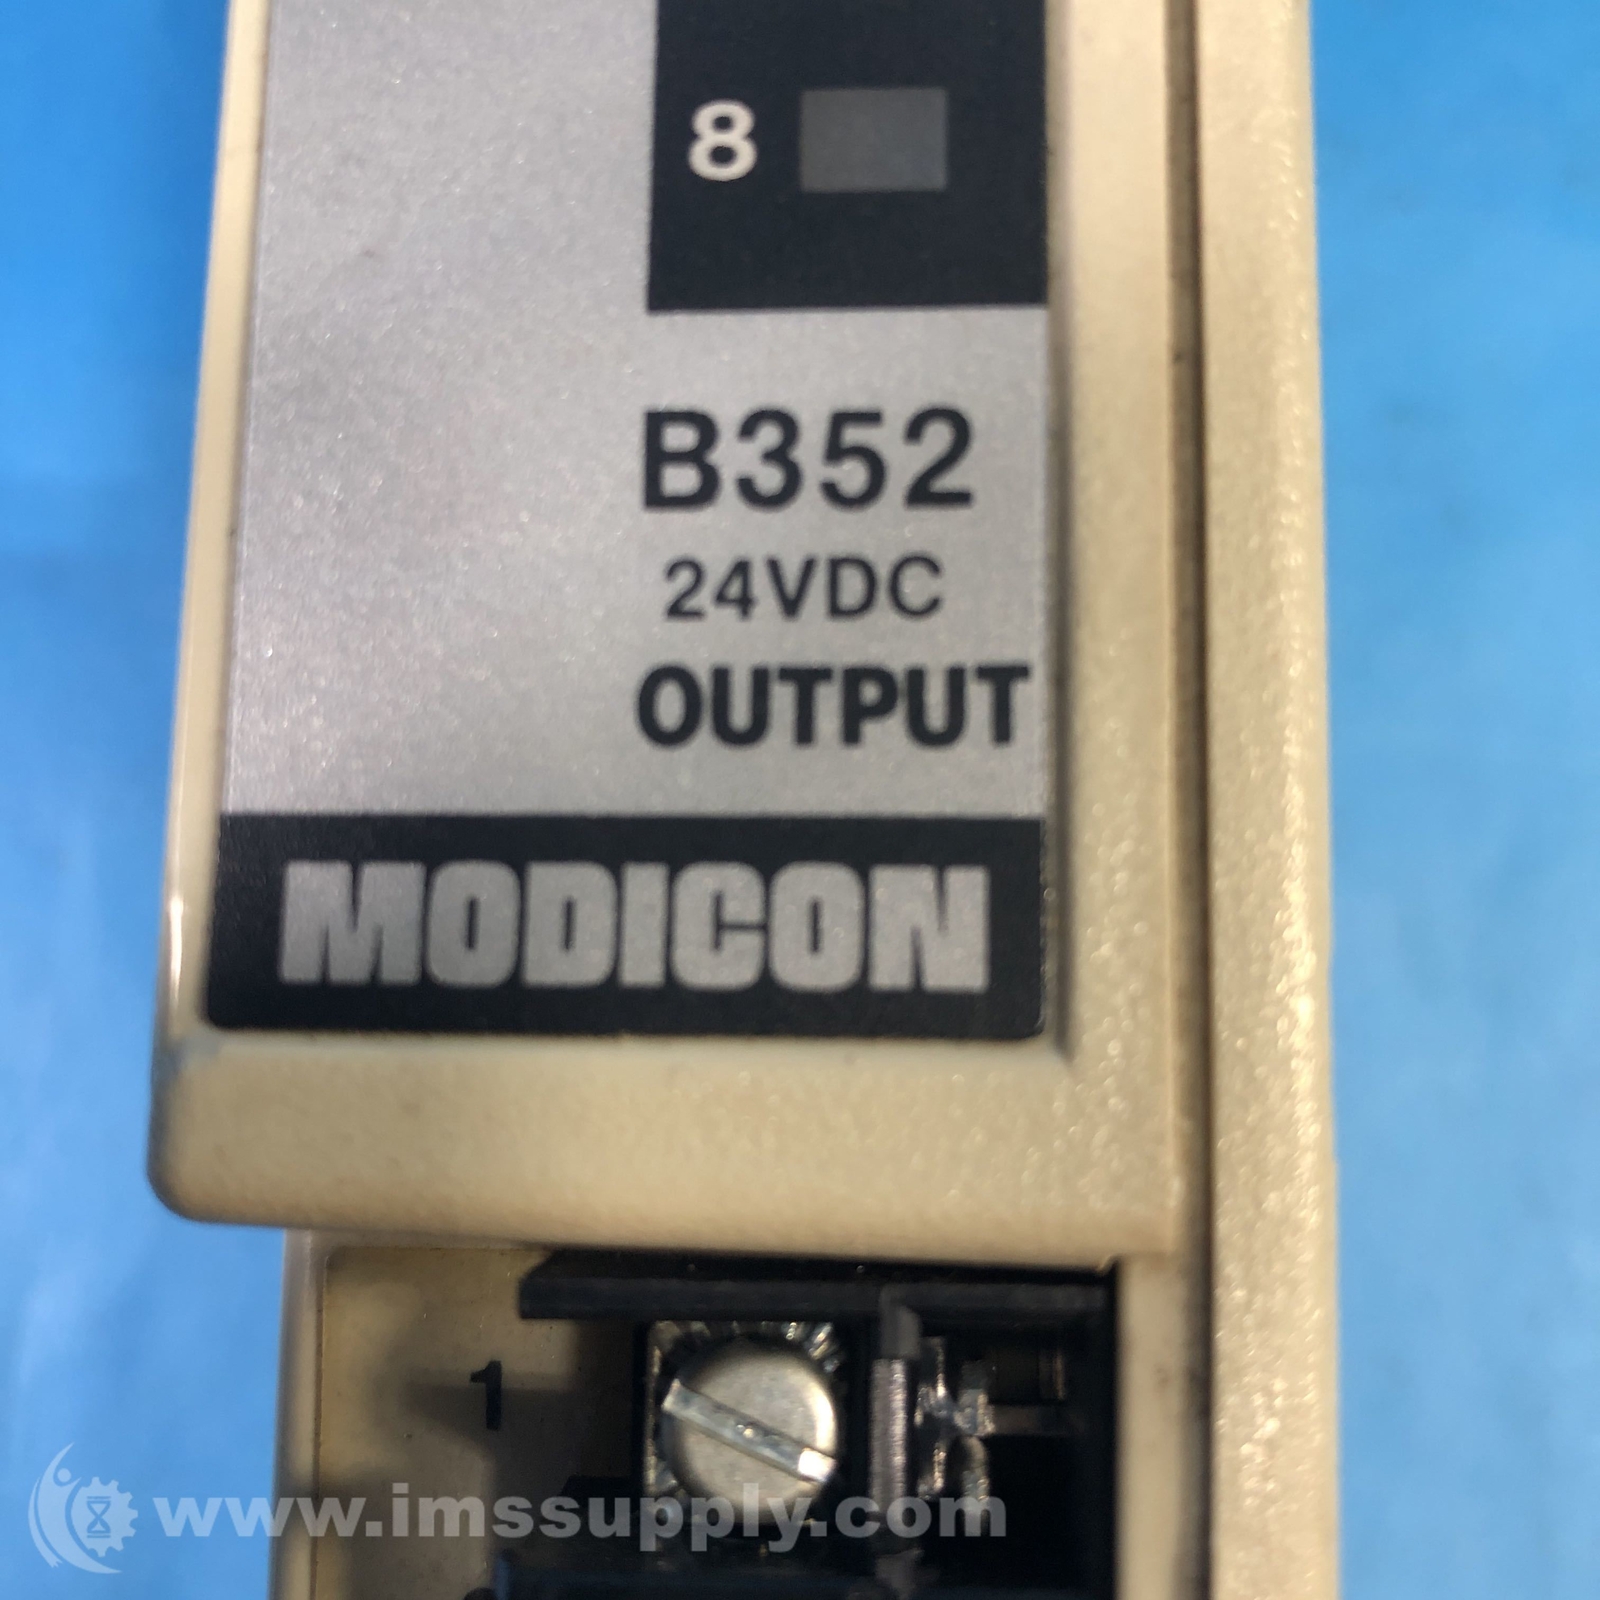 8
B352
24VDC
OUTPUT
MODICON
1
www.imssupply.com